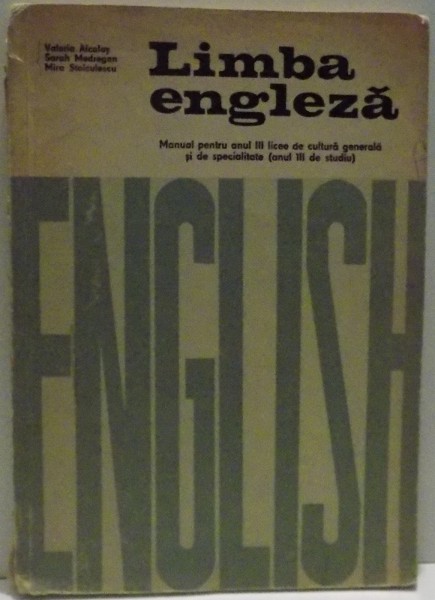 Valeria Alcalay
Sarah Medregan
Mira Stoiculescu
Limba
engleză
Manual pentru anul III licee de cultură generală
și de specialitate (anul III de studiu)
ENGLISH